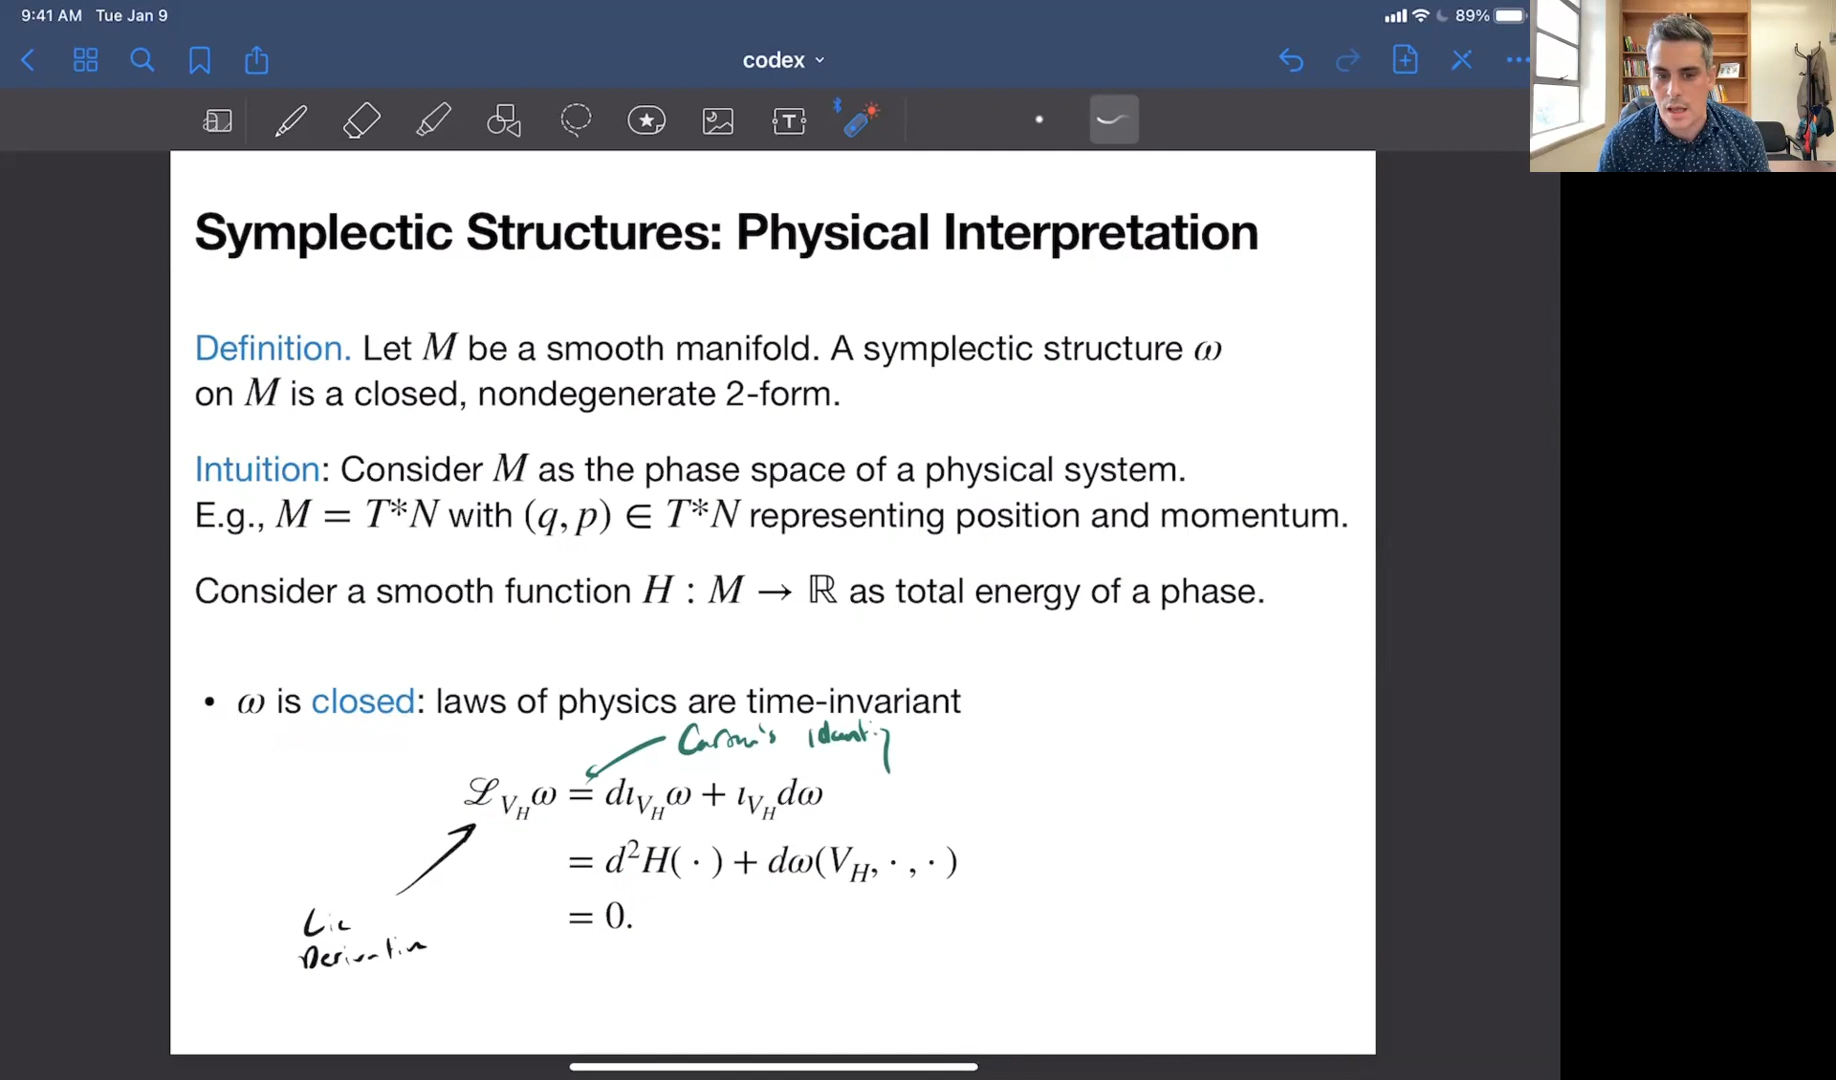 9:41 AM Tue Jan 9
89%
codex
T
Symplectic Structures: Physical Interpretation
Definition. Let M be a smooth manifold. A symplectic structure ω
on M is a closed, nondegenerate 2-form.
Intuition: Consider M as the phase space of a physical system.
E.g., M = T*N with (q, p) ∈ T*N representing position and momentum.
Consider a smooth function H : M → ℝ as total energy of a phase.
• ω is closed: laws of physics are time-invariant
Cartan's Identity
ℒ_{V_H}ω = dι_{V_H}ω + ι_{V_H}dω
= d²H( · ) + dω(V_H, · , · )
= 0.
Lie
Derivative